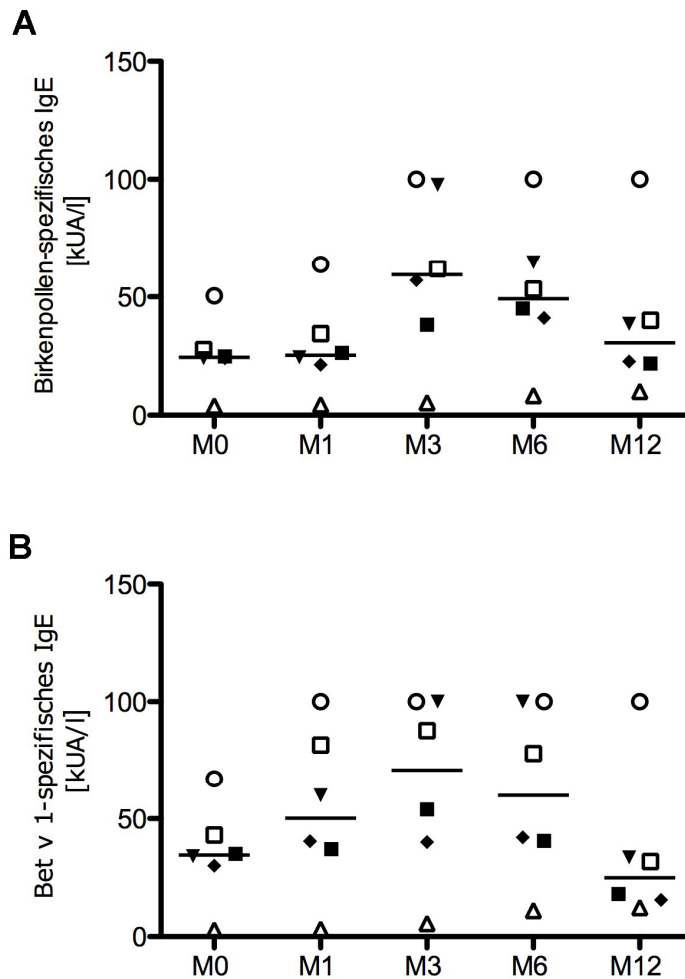 A
Birkenpollen-spezifisches IgE
[kUA/l]
150
100
50
0
M0 M1 M3 M6 M12
B
Bet v 1-spezifisches IgE
[kUA/l]
150
100
50
0
M0 M1 M3 M6 M12